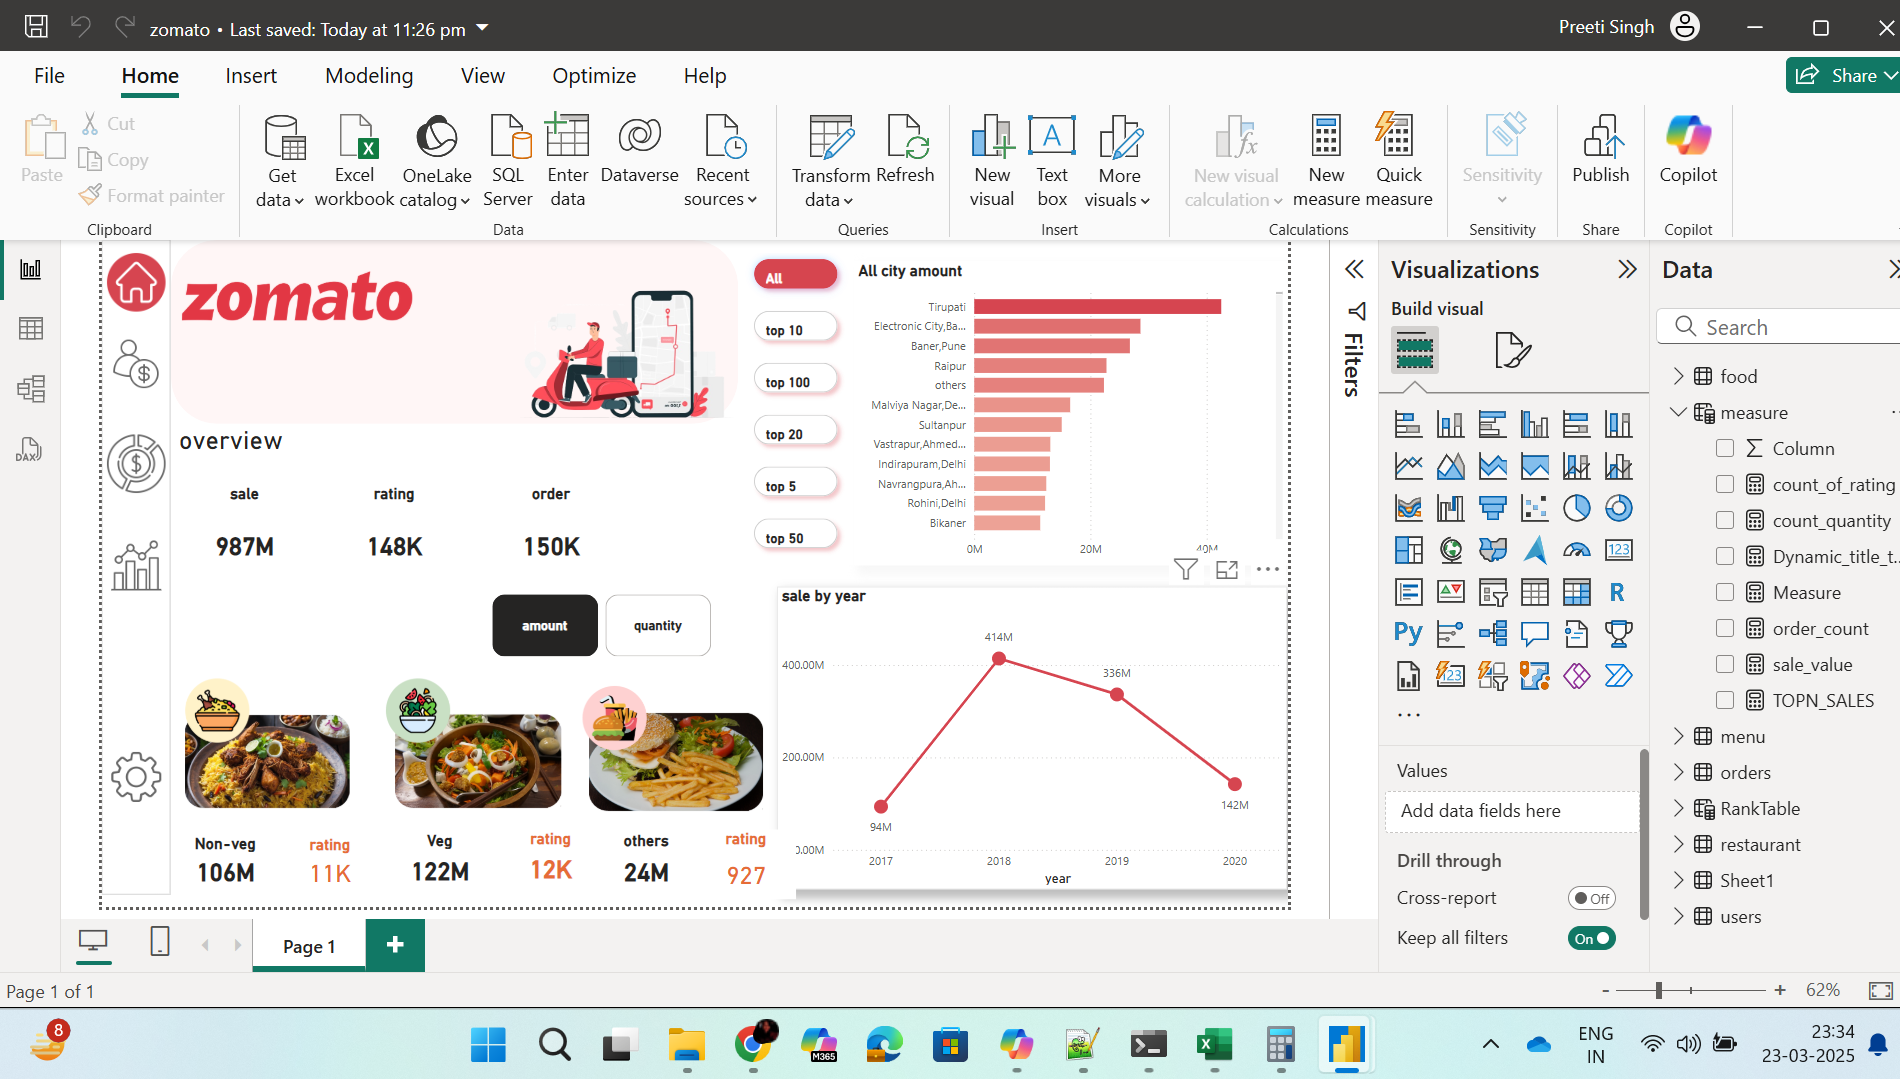 zomato • Last saved: Today at 11:26 pm
Preeti Singh
File
Home
Insert
Modeling
View
Optimize
Help
Share
Paste
Cut
Copy
Format painter
Clipboard
Get
data
Excel
workbook
OneLake
catalog
SQL
Server
Enter
data
Dataverse
Recent
sources
Data
Transform
data
Refresh
Queries
New
visual
Text
box
More
visuals
Insert
New visual
calculation
New
measure
Quick
measure
Calculations
Sensitivity
Sensitivity
Publish
Share
Copilot
Copilot
zomato
overview
sale
rating
order
987M
148K
150K
amount
quantity
Non-veg
rating
106M
11K
Veg
rating
122M
12K
others
rating
24M
927
All
top 10
top 100
top 20
top 5
top 50
All city amount
Tirupati
Electronic City,Ba...
Baner,Pune
Raipur
others
Malviya Nagar,De...
Sultanpur
Vastrapur,Ahmed...
Indirapuram,Delhi
Navrangpura,Ah...
Rohini,Delhi
Bikaner
0M
20M
40M
sale by year
414M
400.00M
336M
200.00M
142M
94M
0.00M
2017
2018
2019
2020
year
Filters
Visualizations
Build visual
123
R
Py
123
Values
Add data fields here
Drill through
Cross-report
Off
Keep all filters
On
Data
Search
food
measure
Column
count_of_rating
count_quantity
Dynamic_title_t...
Measure
order_count
sale_value
TOPN_SALES
menu
orders
RankTable
restaurant
Sheet1
users
DAX
Page 1
Page 1 of 1
62%
8
M365
ENG
IN
23:34
23-03-2025